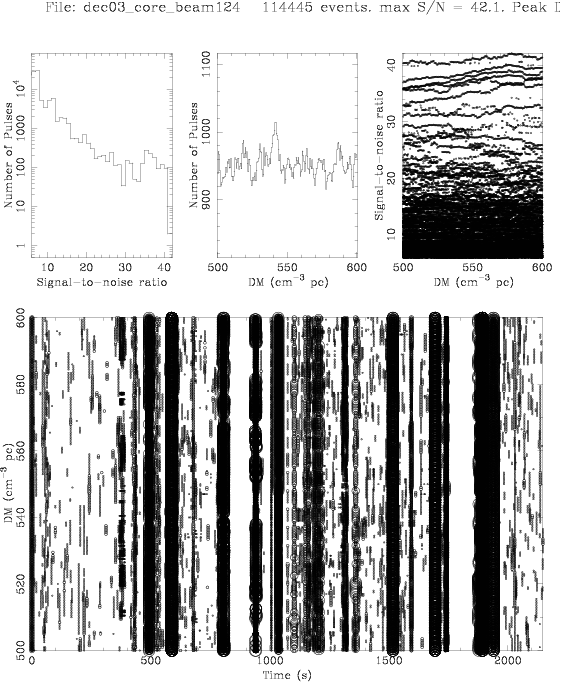 File: dec03_core_beam124 114445 events. max S/N = 42.1. Peak D
Number of Pulses
1 10 100 1000 10⁴
10 20 30 40
Signal-to-noise ratio
Number of Pulses
900 1000 1100
500 550 600
DM (cm⁻³ pc)
Signal-to-noise ratio
10 20 30 40
500 550 600
DM (cm⁻³ pc)
DM (cm⁻³ pc)
500 520 540 560 580 600
0 500 1000 1500 2000
Time (s)